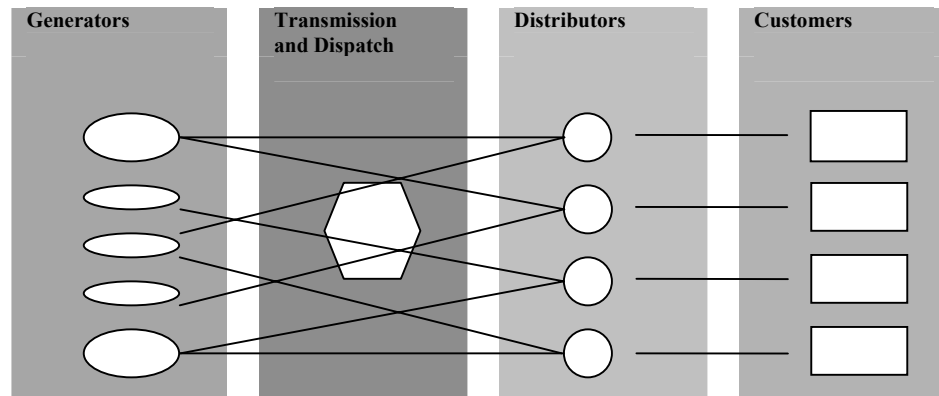 Generators
Transmission
and Dispatch
Distributors
Customers